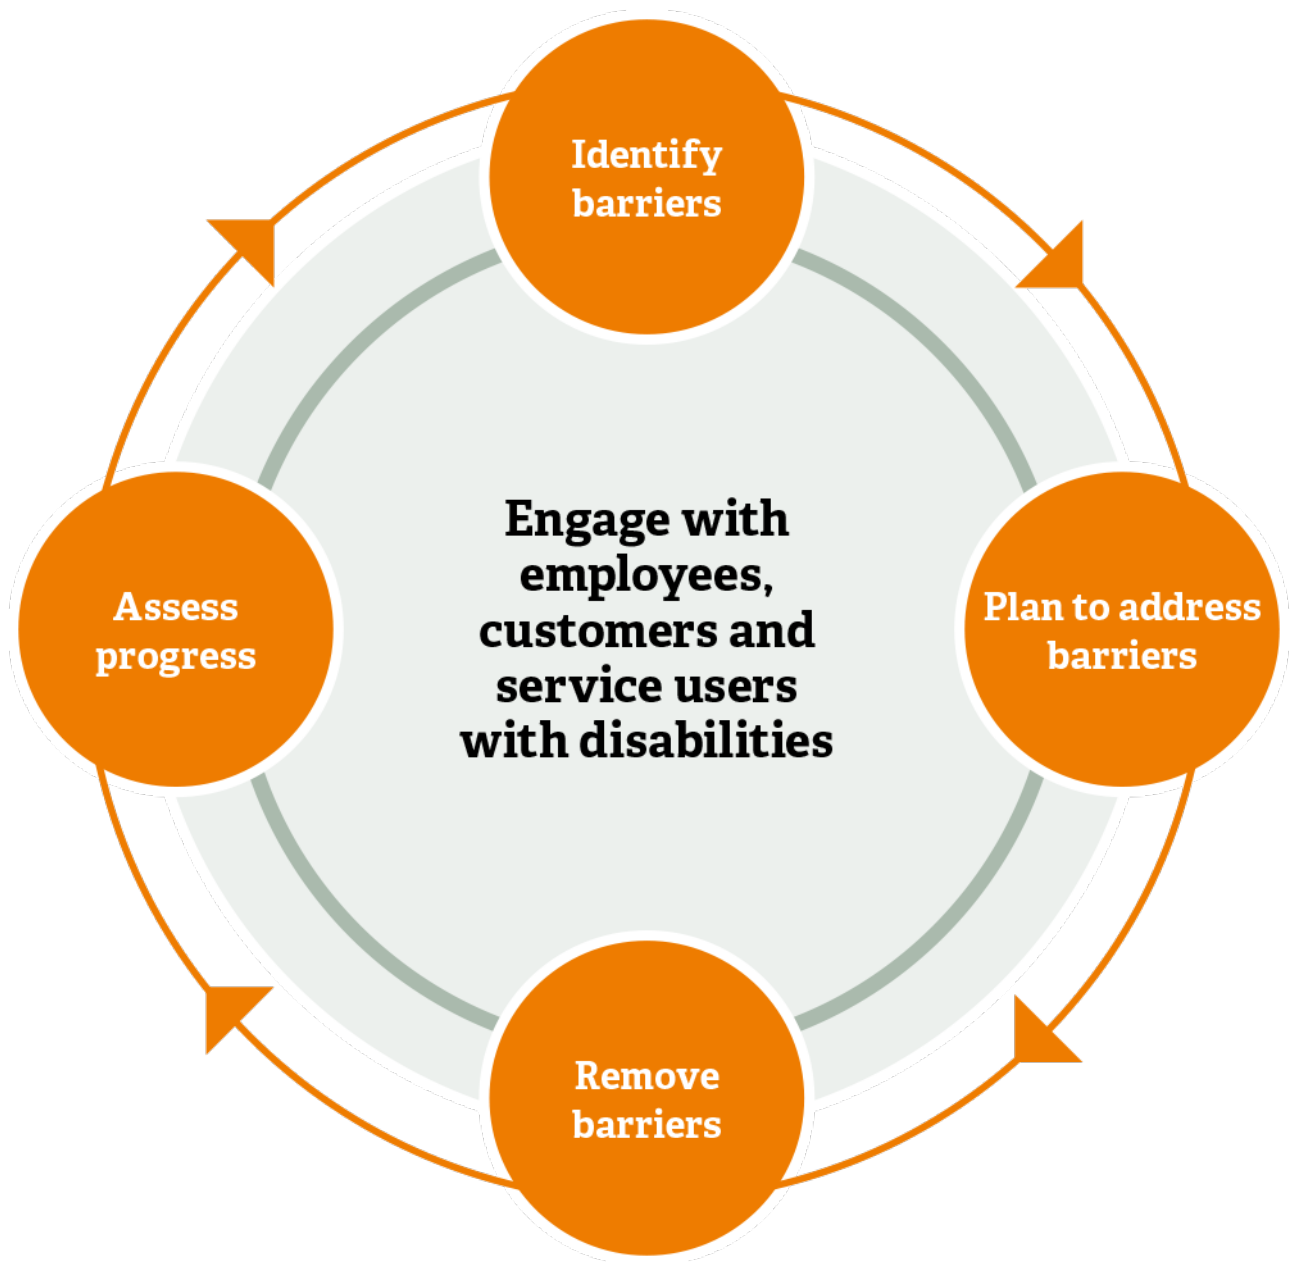 Identify
barriers
Engage with
employees,
customers and
service users
with disabilities
Assess
progress
Plan to address
barriers
Remove
barriers